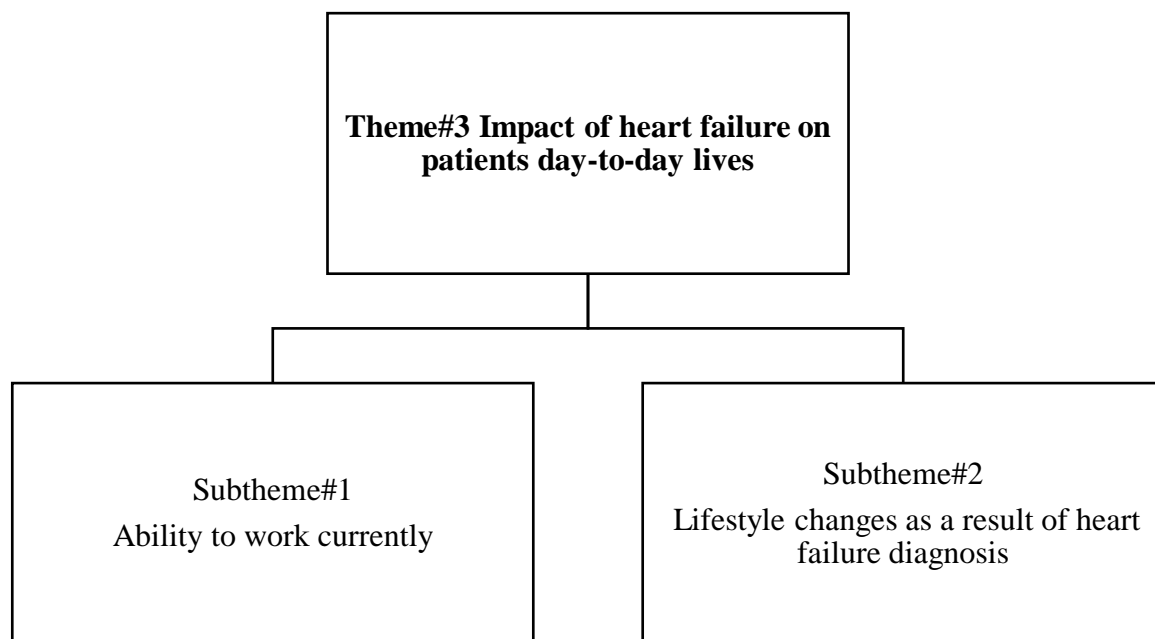 Theme#3 Impact of heart failure on
patients day-to-day lives
Subtheme#1
Ability to work currently
Subtheme#2
Lifestyle changes as a result of heart
failure diagnosis